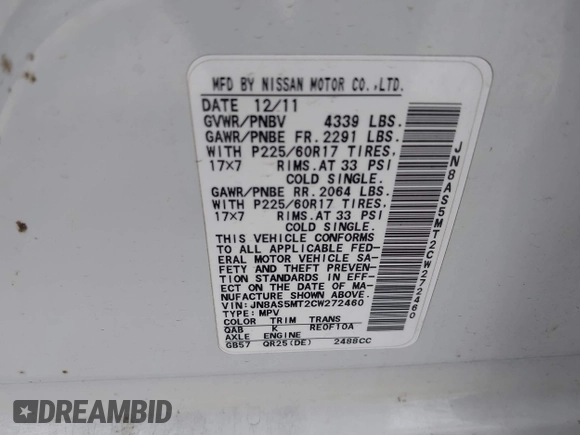 MFD BY NISSAN MOTOR CO.,LTD.
DATE 12/11
GVWR/PNBV 4339 LBS.
GAWR/PNBE FR. 2291 LBS.
WITH P225/60R17 TIRES,
17×7 RIMS. AT 33 PSI
COLD SINGLE.
GAWR/PNBE RR. 2064 LBS.
WITH P225/60R17 TIRES,
17×7 RIMS. AT 33 PSI
COLD SINGLE.
THIS VEHICLE CONFORMS
TO ALL APPLICABLE FED-
ERAL MOTOR VEHICLE SA-
FETY AND THEFT PREVEN-
TION STANDARDS IN EFF-
ECT ON THE DATE OF MA-
NUFACTURE SHOWN ABOVE.
VIN: JN8AS5MT2CW272460
TYPE: MPV
COLOR TRIM TRANS
QAB K RE0F10A
AXLE ENGINE
GB57 QR25(DE) 2488CC
JN8AS5MT2CW272460
DREAMBID